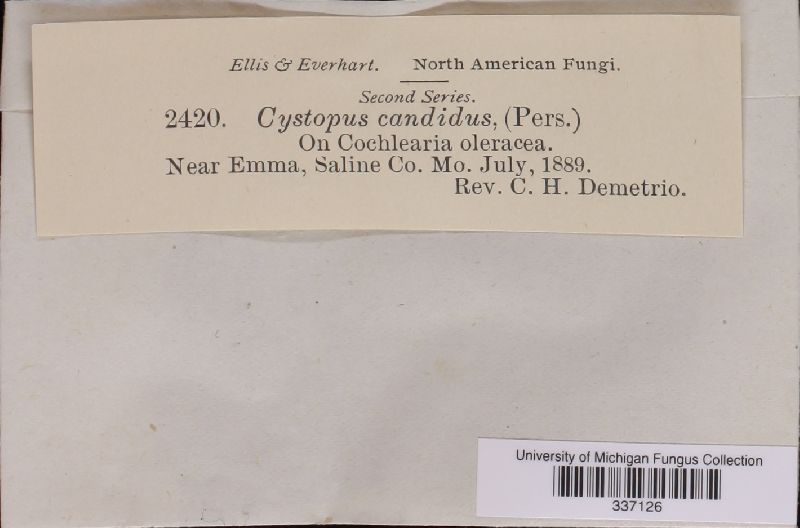 Ellis & Everhart. North American Fungi.
Second Series.
2420. Cystopus candidus, (Pers.)
On Cochlearia oleracea.
Near Emma, Saline Co. Mo. July, 1889.
Rev. C. H. Demetrio.
University of Michigan Fungus Collection
337126